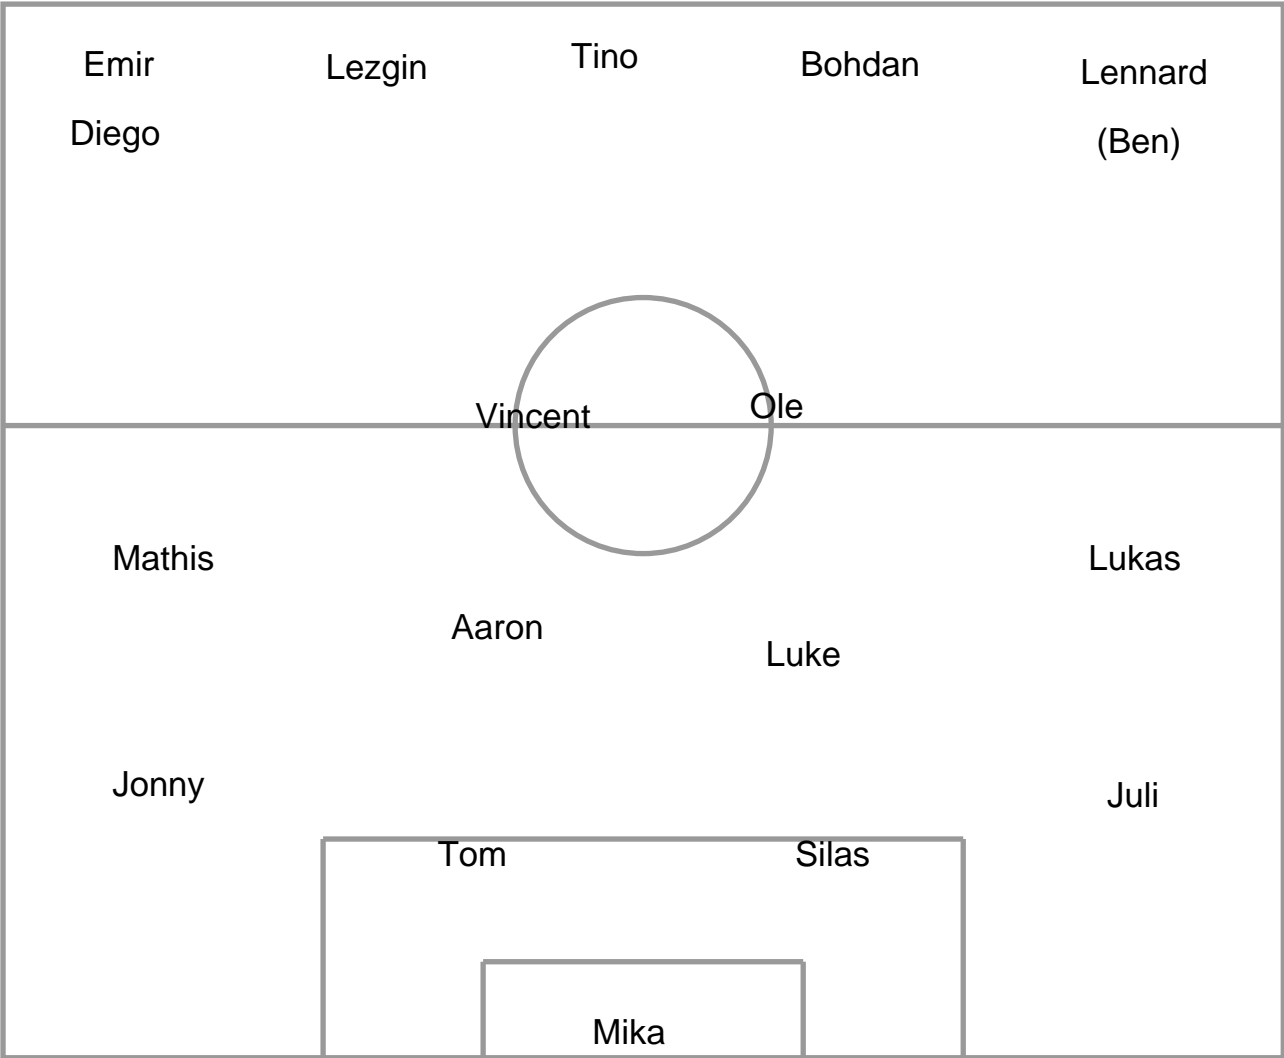 Emir Lezgin Tino Bohdan Lennard
Diego (Ben)
Vincent Ole
Mathis Lukas
Aaron Luke
Jonny Juli
Tom Silas
Mika